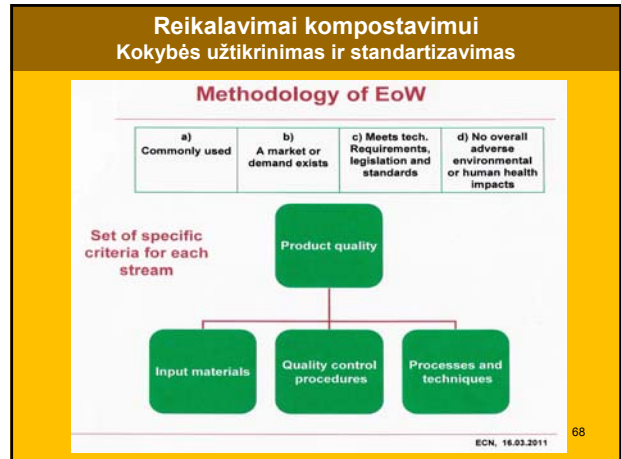 Reikalavimai kompostavimui
Kokybės užtikrinimas ir standartizavimas
Methodology of EoW
a)
Commonly used
b)
A market or
demand exists
c) Meets tech.
Requirements,
legislation and
standards
d) No overall
adverse
environmental
or human health
impacts
Set of specific
criteria for each
stream
Product quality
Input materials
Quality control
procedures
Processes and
techniques
ECN, 16.03.2011
68